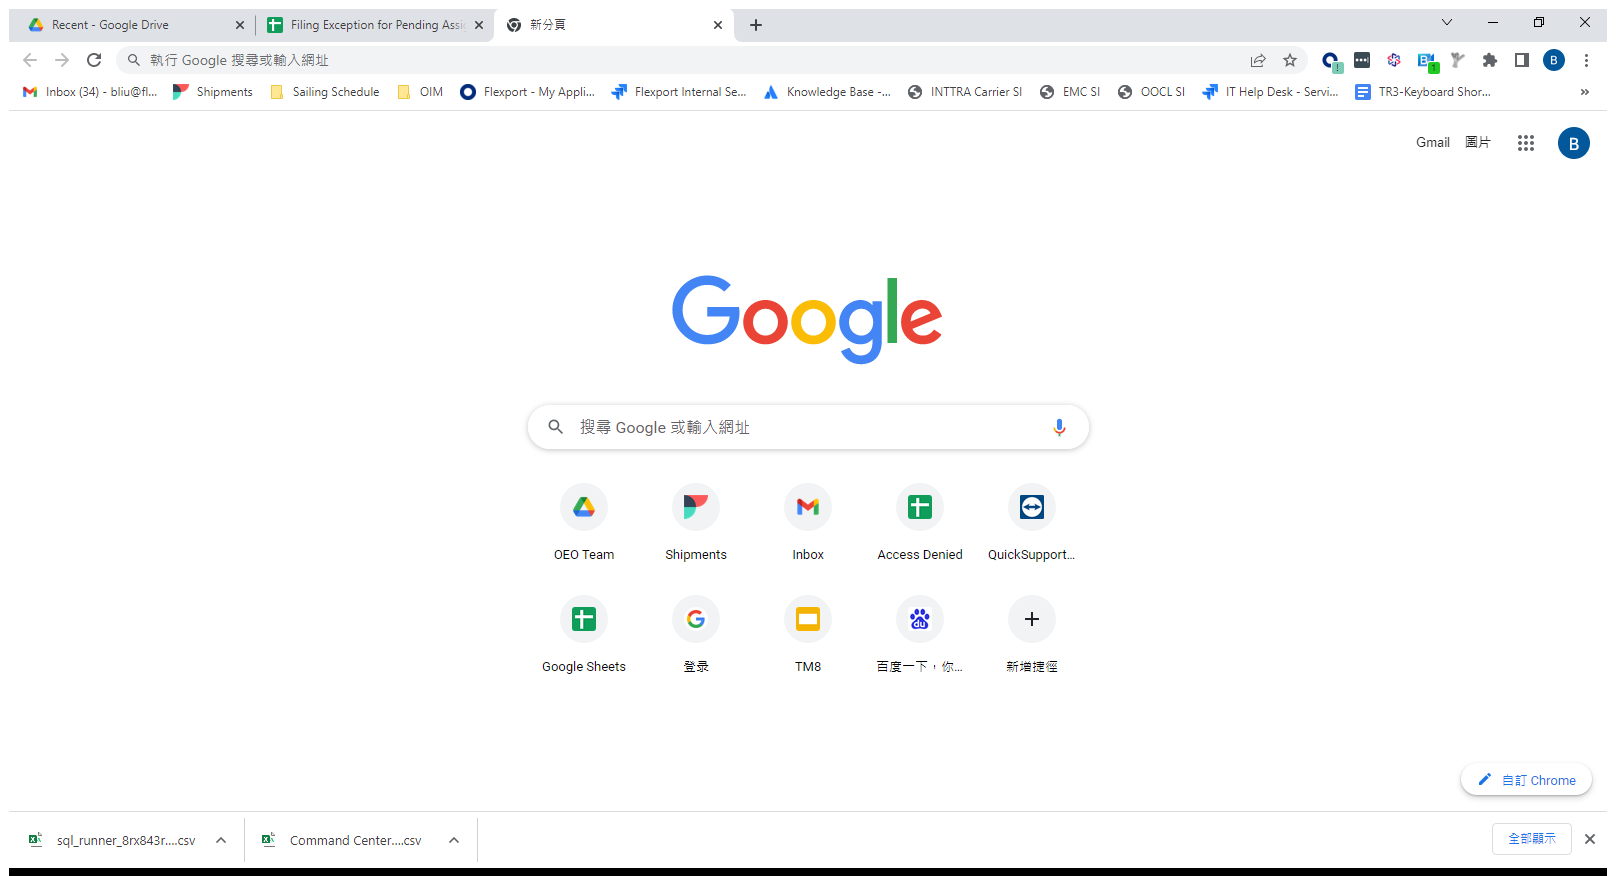 Recent - Google Drive
Filing Exception for Pending Assi
新分頁
執行 Google 搜尋或輸入網址
B
Inbox (34) - bliu@fl...
Shipments
Sailing Schedule
OIM
Flexport - My Appli...
Flexport Internal Se...
Knowledge Base -...
INTTRA Carrier SI
EMC SI
OOCL SI
IT Help Desk - Servi...
TR3-Keyboard Shor...
»
Gmail
圖片
B
Google
搜尋 Google 或輸入網址
OEO Team
Shipments
Inbox
Access Denied
QuickSupport...
Google Sheets
登录
TM8
百度一下，你...
新增捷徑
自訂 Chrome
sql_runner_8rx843r....csv
Command Center....csv
全部顯示